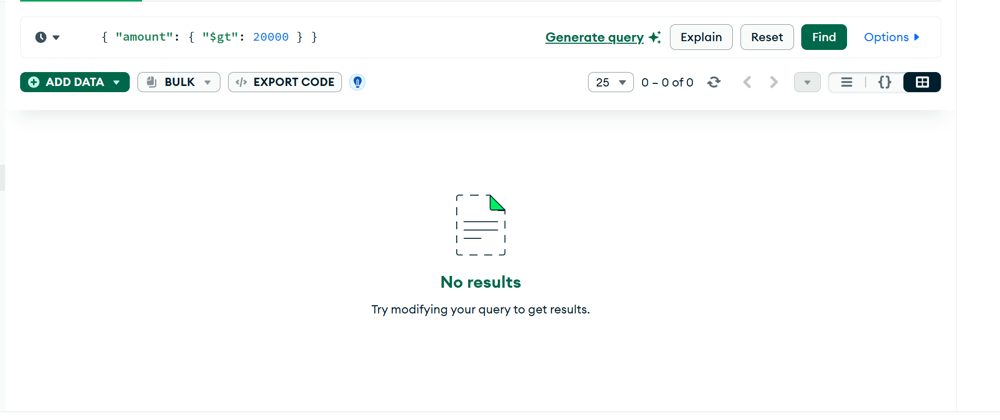 { "amount": { "$gt": 20000 } }
Generate query
Explain
Reset
Find
Options
ADD DATA
BULK
</> EXPORT CODE
25
0 – 0 of 0
{}
No results
Try modifying your query to get results.